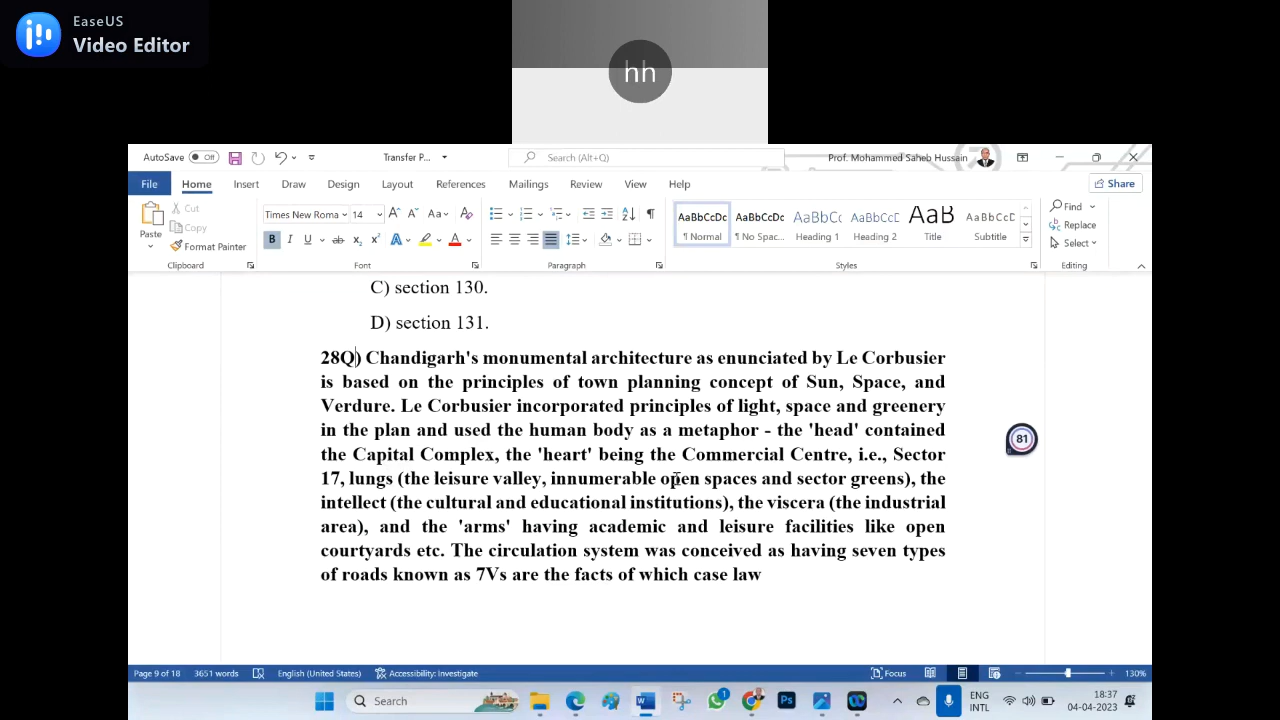 EaseUS
Video Editor
hh
AutoSave Off Transfer P... Search (Alt+Q) Prof. Mohammed Saheb Hussain
File Home Insert Draw Design Layout References Mailings Review View Help Share
Paste Cut Copy Format Painter Clipboard
Times New Roma 14 Aa Font
Paragraph
AaBbCcDc ¶ Normal AaBbCcDc ¶ No Spac... AaBbCc Heading 1 AaBbCcD Heading 2 AaB Title AaBbCcD Subtitle Styles
Find Replace Select Editing
C) section 130.
D) section 131.
28Q) Chandigarh's monumental architecture as enunciated by Le Corbusier
is based on the principles of town planning concept of Sun, Space, and
Verdure. Le Corbusier incorporated principles of light, space and greenery
in the plan and used the human body as a metaphor - the 'head' contained
the Capital Complex, the 'heart' being the Commercial Centre, i.e., Sector
17, lungs (the leisure valley, innumerable open spaces and sector greens), the
intellect (the cultural and educational institutions), the viscera (the industrial
area), and the 'arms' having academic and leisure facilities like open
courtyards etc. The circulation system was conceived as having seven types
of roads known as 7Vs are the facts of which case law
81
Page 9 of 18 3651 words English (United States) Accessibility: Investigate Focus 130%
Search 1 ENG INTL 18:37 04-04-2023